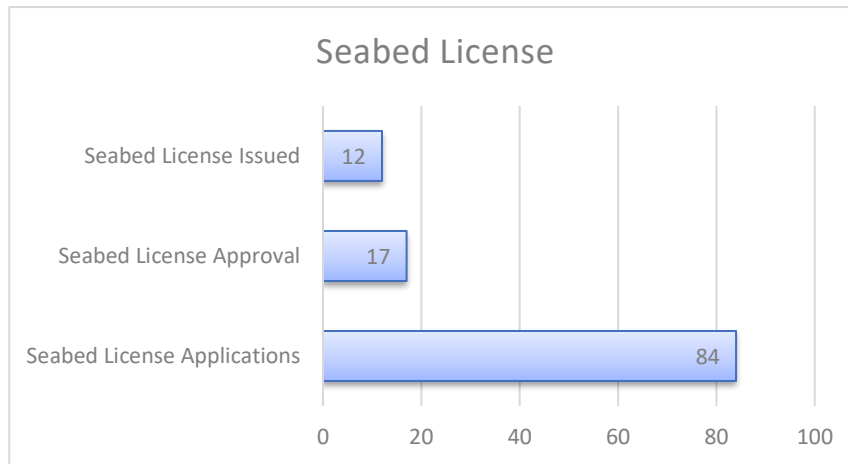 Seabed License
Seabed License Issued
12
Seabed License Approval
17
Seabed License Applications
84
0 20 40 60 80 100